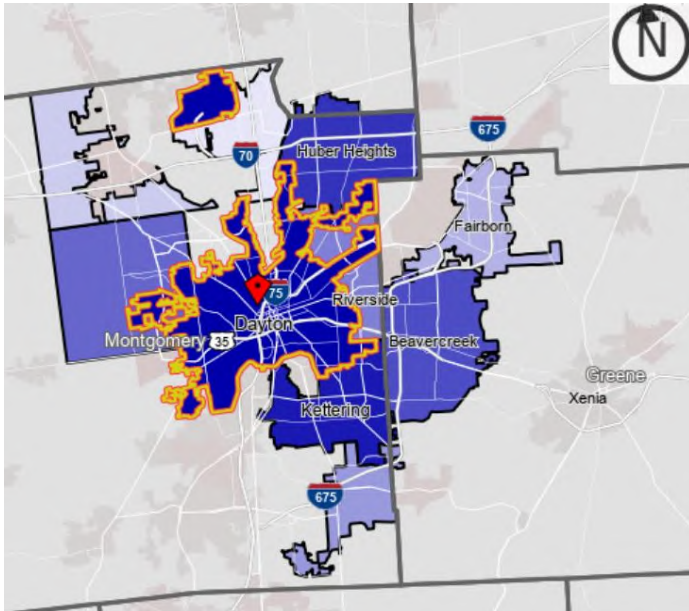 N
675
70
Huber Heights
Fairborn
75
Riverside
Dayton
Montgomery
35
Beavercreek
Greene
Xenia
Kettering
675